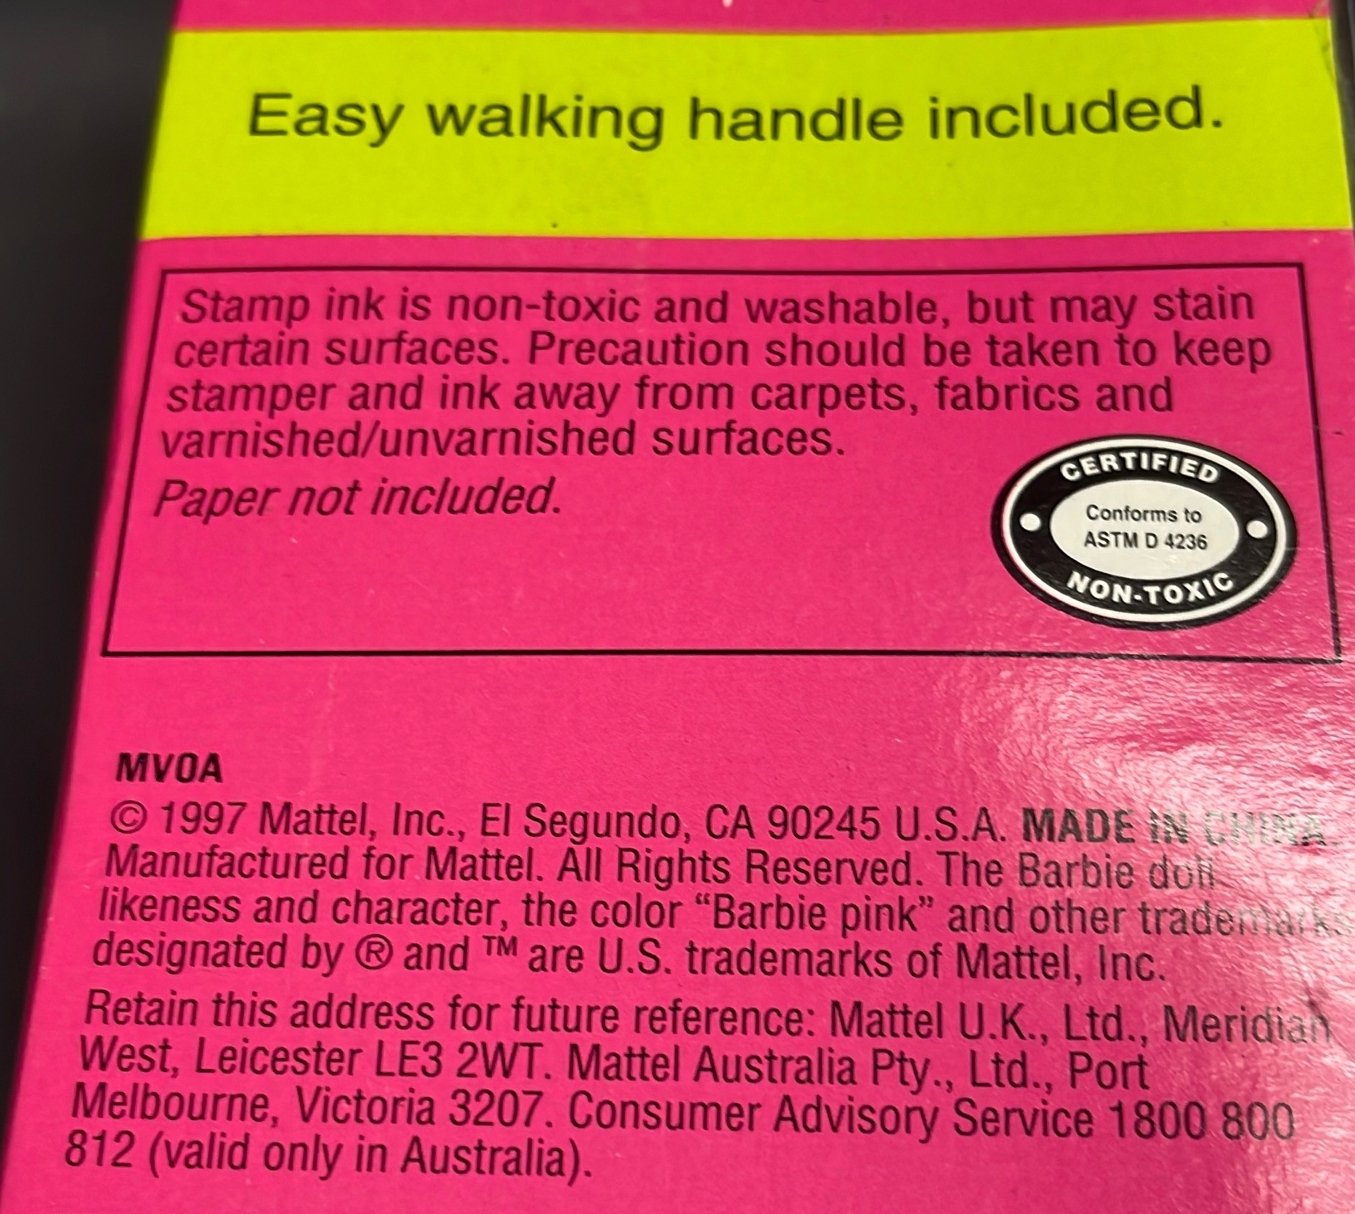 Easy walking handle included.
Stamp ink is non-toxic and washable, but may stain
certain surfaces. Precaution should be taken to keep
stamper and ink away from carpets, fabrics and
varnished/unvarnished surfaces.
Paper not included.
CERTIFIED
Conforms to
ASTM D 4236
NON-TOXIC
MVOA
© 1997 Mattel, Inc., El Segundo, CA 90245 U.S.A. MADE IN CHINA.
Manufactured for Mattel. All Rights Reserved. The Barbie doll
likeness and character, the color “Barbie pink” and other trademarks
designated by ® and ™ are U.S. trademarks of Mattel, Inc.
Retain this address for future reference: Mattel U.K., Ltd., Meridian
West, Leicester LE3 2WT. Mattel Australia Pty., Ltd., Port
Melbourne, Victoria 3207. Consumer Advisory Service 1800 800
812 (valid only in Australia).